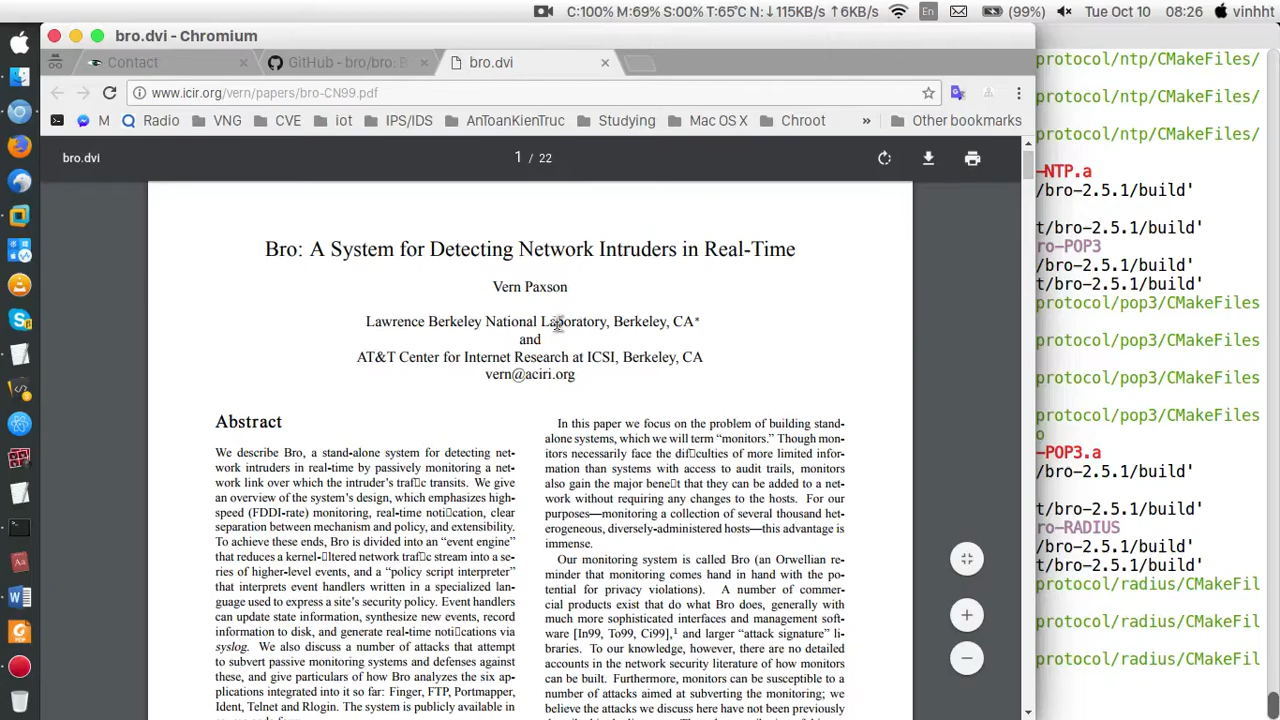 C:100% M:69% S:00% T:65°C N:↓115KB/s ↑6KB/s En (99%) Tue Oct 10 08:26 vinhht
bro.dvi - Chromium
Contact
GitHub - bro/bro: B
bro.dvi
www.icir.org/vern/papers/bro-CN99.pdf
M Radio VNG CVE iot IPS/IDS AnToanKienTruc Studying Mac OS X Chroot » Other bookmarks
bro.dvi
1 / 22
Bro: A System for Detecting Network Intruders in Real-Time
Vern Paxson
Lawrence Berkeley National Laboratory, Berkeley, CA*
and
AT&T Center for Internet Research at ICSI, Berkeley, CA
vern@aciri.org
Abstract
We describe Bro, a stand-alone system for detecting net-
work intruders in real-time by passively monitoring a net-
work link over which the intruder's traf▯c transits. We give
an overview of the system's design, which emphasizes high-
speed (FDDI-rate) monitoring, real-time noti▯cation, clear
separation between mechanism and policy, and extensibility.
To achieve these ends, Bro is divided into an “event engine”
that reduces a kernel-▯ltered network traf▯c stream into a se-
ries of higher-level events, and a “policy script interpreter”
that interprets event handlers written in a specialized lan-
guage used to express a site's security policy. Event handlers
can update state information, synthesize new events, record
information to disk, and generate real-time noti▯cations via
syslog. We also discuss a number of attacks that attempt
to subvert passive monitoring systems and defenses against
these, and give particulars of how Bro analyzes the six ap-
plications integrated into it so far: Finger, FTP, Portmapper,
Ident, Telnet and Rlogin. The system is publicly available in
In this paper we focus on the problem of building stand-
alone systems, which we will term “monitors.” Though mon-
itors necessarily face the dif▯culties of more limited infor-
mation than systems with access to audit trails, monitors
also gain the major bene▯t that they can be added to a net-
work without requiring any changes to the hosts. For our
purposes—monitoring a collection of several thousand het-
erogeneous, diversely-administered hosts—this advantage is
immense.
Our monitoring system is called Bro (an Orwellian re-
minder that monitoring comes hand in hand with the po-
tential for privacy violations). A number of commer-
cial products exist that do what Bro does, generally with
much more sophisticated interfaces and management soft-
ware [In99, To99, Ci99],1 and larger “attack signature” li-
braries. To our knowledge, however, there are no detailed
accounts in the network security literature of how monitors
can be built. Furthermore, monitors can be susceptible to a
number of attacks aimed at subverting the monitoring; we
believe the attacks we discuss here have not been previously
protocol/ntp/CMakeFiles/
protocol/ntp/CMakeFiles/
protocol/ntp/CMakeFiles/
-NTP.a
/bro-2.5.1/build'
t/bro-2.5.1/build'
ro-POP3
/bro-2.5.1/build'
t/bro-2.5.1/build'
protocol/pop3/CMakeFiles
protocol/pop3/CMakeFiles
protocol/pop3/CMakeFiles
protocol/pop3/CMakeFiles
o
-POP3.a
/bro-2.5.1/build'
t/bro-2.5.1/build'
ro-RADIUS
/bro-2.5.1/build'
t/bro-2.5.1/build'
protocol/radius/CMakeFil
protocol/radius/CMakeFil
protocol/radius/CMakeFil